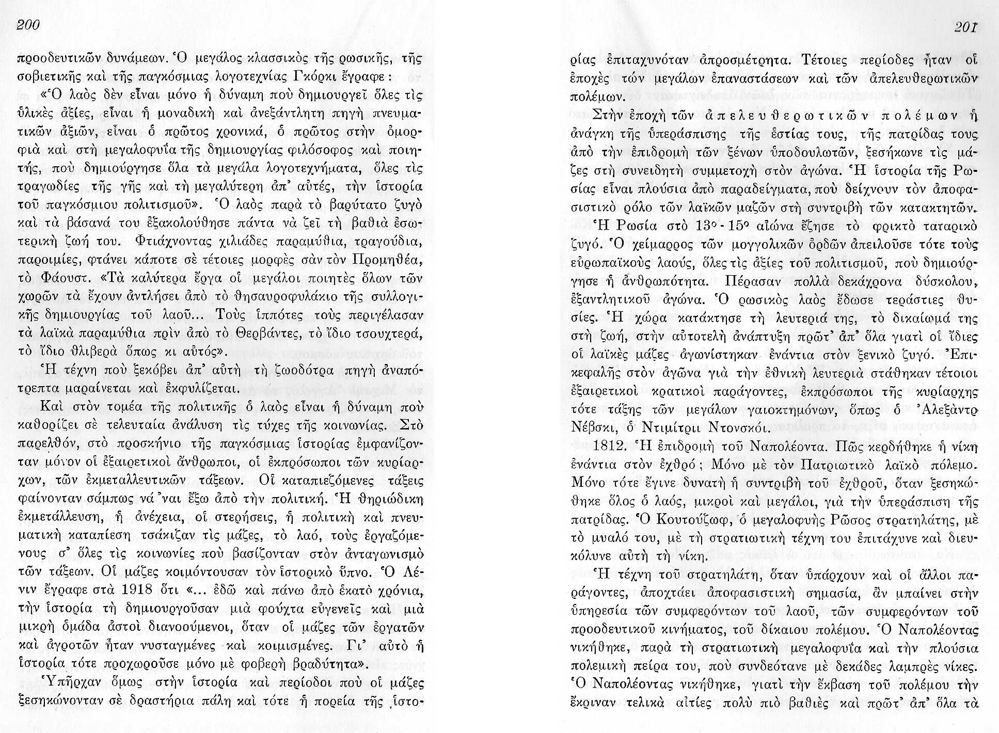 200
προοδευτικῶν δυνάμεων. Ὁ μεγάλος κλασσικὸς τῆς ρωσικῆς, τῆς
σοβιετικῆς καὶ τῆς παγκόσμιας λογοτεχνίας Γκόρκι ἔγραφε :
«Ὁ λαὸς δὲν εἶναι μόνο ἡ δύναμη ποὺ δημιουργεῖ ὅλες τὶς
ὑλικὲς ἀξίες, εἶναι ἡ μοναδικὴ καὶ ἀνεξάντλητη πηγὴ πνευμα-
τικῶν ἀξιῶν, εἶναι ὁ πρῶτος χρονικά, ὁ πρῶτος στὴν ὀμορ-
φιὰ καὶ στὴ μεγαλοφυΐα τῆς δημιουργίας φιλόσοφος καὶ ποιη-
τής, ποὺ δημιούργησε ὅλα τὰ μεγάλα λογοτεχνήματα, ὅλες τὶς
τραγωδίες τῆς γῆς καὶ τὴ μεγαλύτερη ἀπ’ αὐτές, τὴν ἱστορία
τοῦ παγκόσμιου πολιτισμοῦ». Ὁ λαὸς παρὰ τὸ βαρύτατο ζυγὸ
καὶ τὰ βάσανά του ἐξακολούθησε πάντα νὰ ζεῖ τὴ βαθιὰ ἐσω-
τερικὴ ζωή του. Φτιάχνοντας χιλιάδες παραμύθια, τραγούδια,
παροιμίες, φτάνει κάποτε σὲ τέτοιες μορφὲς σὰν τὸν Προμηθέα,
τὸ Φάουστ. «Τὰ καλύτερα ἔργα οἱ μεγάλοι ποιητὲς ὅλων τῶν
χωρῶν τὰ ἔχουν ἀντλήσει ἀπὸ τὸ θησαυροφυλάκιο τῆς συλλογι-
κῆς δημιουργίας τοῦ λαοῦ... Τοὺς ἱππότες τοὺς περιγέλασαν
τὰ λαϊκὰ παραμύθια πρὶν ἀπὸ τὸ Θερβάντες, τὸ ἴδιο τσουχτερά,
τὸ ἴδιο θλιβερὰ ὅπως κι αὐτός».
Ἡ τέχνη ποὺ ξεκόβει ἀπ’ αὐτὴ τὴ ζωοδότρα πηγὴ ἀναπό-
τρεπτα μαραίνεται καὶ ἐκφυλίζεται.
Καὶ στὸν τομέα τῆς πολιτικῆς ὁ λαὸς εἶναι ἡ δύναμη ποὺ
καθορίζει σὲ τελευταία ἀνάλυση τὶς τύχες τῆς κοινωνίας. Στὸ
παρελθόν, στὸ προσκήνιο τῆς παγκόσμιας ἱστορίας ἐμφανίζον-
ταν μόνον οἱ ἐξαιρετικοὶ ἄνθρωποι, οἱ ἐκπρόσωποι τῶν κυρίαρ-
χων, τῶν ἐκμεταλλευτικῶν τάξεων. Οἱ καταπιεζόμενες τάξεις
φαίνονταν σάμπως νά ’ναι ἔξω ἀπὸ τὴν πολιτική. Ἡ θηριώδικη
ἐκμετάλλευση, ἡ ἀνέχεια, οἱ στερήσεις, ἡ πολιτικὴ καὶ πνευ-
ματικὴ καταπίεση τσάκιζαν τὶς μάζες, τὸ λαό, τοὺς ἐργαζόμε-
νους σ’ ὅλες τὶς κοινωνίες ποὺ βασίζονταν στὸν ἀνταγωνισμὸ
τῶν τάξεων. Οἱ μάζες κοιμόντουσαν τὸν ἱστορικὸ ὕπνο. Ὁ Λέ-
νιν ἔγραφε στὰ 1918 ὅτι «... ἐδῶ καὶ πάνω ἀπὸ ἑκατὸ χρόνια,
τὴν ἱστορία τὴ δημιουργοῦσαν μιὰ φούχτα εὐγενεῖς καὶ μιὰ
μικρὴ ὁμάδα ἀστοὶ διανοούμενοι, ὅταν οἱ μάζες τῶν ἐργατῶν
καὶ ἀγροτῶν ἦταν νυσταγμένες καὶ κοιμισμένες. Γι’ αὐτὸ ἡ
ἱστορία τότε προχωροῦσε μόνο μὲ φοβερὴ βραδύτητα».
Ὑπῆρχαν ὅμως στὴν ἱστορία καὶ περίοδοι ποὺ οἱ μάζες
ξεσηκώνονταν σὲ δραστήρια πάλη καὶ τότε ἡ πορεία τῆς ἱστο-
201
ρίας ἐπιταχυνόταν ἀπροσμέτρητα. Τέτοιες περίοδες ἦταν οἱ
ἐποχὲς τῶν μεγάλων ἐπαναστάσεων καὶ τῶν ἀπελευθερωτικῶν
πολέμων.
Στὴν ἐποχὴ τῶν ἀπελευθερωτικῶν πολέμων ἡ
ἀνάγκη τῆς ὑπεράσπισης τῆς ἑστίας τους, τῆς πατρίδας τους
ἀπὸ τὴν ἐπιδρομὴ τῶν ξένων ὑποδουλωτῶν, ξεσήκωνε τὶς μά-
ζες στὴ συνειδητὴ συμμετοχὴ στὸν ἀγώνα. Ἡ ἱστορία τῆς Ρω-
σίας εἶναι πλούσια ἀπὸ παραδείγματα, ποὺ δείχνουν τὸν ἀποφα-
σιστικὸ ρόλο τῶν λαϊκῶν μαζῶν στὴ συντριβὴ τῶν κατακτητῶν.
Ἡ Ρωσία στὸ 13ο - 15ο αἰώνα ἔζησε τὸ φρικτὸ ταταρικὸ
ζυγό. Ὁ χείμαρρος τῶν μογγολικῶν ὀρδῶν ἀπειλοῦσε τότε τοὺς
εὐρωπαϊκοὺς λαούς, ὅλες τὶς ἀξίες τοῦ πολιτισμοῦ, ποὺ δημιούρ-
γησε ἡ ἀνθρωπότητα. Πέρασαν πολλὰ δεκάχρονα δύσκολου,
ἐξαντλητικοῦ ἀγώνα. Ὁ ρωσικὸς λαὸς ἔδωσε τεράστιες θυ-
σίες. Ἡ χώρα κατάκτησε τὴ λευτεριά της, τὸ δικαίωμά της
στὴ ζωή, στὴν αὐτοτελὴ ἀνάπτυξη πρῶτ’ ἀπ’ ὅλα γιατὶ οἱ ἴδιες
οἱ λαϊκὲς μάζες ἀγωνίστηκαν ἐνάντια στὸν ξενικὸ ζυγό. Ἐπι-
κεφαλῆς στὸν ἀγώνα γιὰ τὴν ἐθνικὴ λευτεριὰ στάθηκαν τέτοιοι
ἐξαιρετικοὶ κρατικοὶ παράγοντες, ἐκπρόσωποι τῆς κυρίαρχης
τότε τάξης τῶν μεγάλων γαιοκτημόνων, ὅπως ὁ Ἀλεξὰντρ
Νέβσκι, ὁ Ντιμίτρι Ντονσκόι.
1812. Ἡ ἐπιδρομὴ τοῦ Ναπολέοντα. Πῶς κερδήθηκε ἡ νίκη
ἐνάντια στὸν ἐχθρό ; Μόνο μὲ τὸν Πατριωτικὸ λαϊκὸ πόλεμο.
Μόνο τότε ἔγινε δυνατὴ ἡ συντριβὴ τοῦ ἐχθροῦ, ὅταν ξεσηκώ-
θηκε ὅλος ὁ λαός, μικροὶ καὶ μεγάλοι, γιὰ τὴν ὑπεράσπιση τῆς
πατρίδας. Ὁ Κουτούζωφ, ὁ μεγαλοφυὴς Ρῶσος στρατηλάτης, μὲ
τὸ μυαλό του, μὲ τὴ στρατιωτικὴ τέχνη του ἐπιτάχυνε καὶ διευ-
κόλυνε αὐτὴ τὴ νίκη.
Ἡ τέχνη τοῦ στρατηλάτη, ὅταν ὑπάρχουν καὶ οἱ ἄλλοι πα-
ράγοντες, ἀποχτάει ἀποφασιστικὴ σημασία, ἂν μπαίνει στὴν
ὑπηρεσία τῶν συμφερόντων τοῦ λαοῦ, τῶν συμφερόντων τοῦ
προοδευτικοῦ κινήματος, τοῦ δίκαιου πολέμου. Ὁ Ναπολέοντας
νικήθηκε, παρὰ τὴ στρατιωτικὴ μεγαλοφυΐα καὶ τὴν πλούσια
πολεμικὴ πείρα του, ποὺ συνδεότανε μὲ δεκάδες λαμπρὲς νίκες.
Ὁ Ναπολέοντας νικήθηκε, γιατὶ τὴν ἔκβαση τοῦ πολέμου τὴν
ἔκριναν τελικὰ αἰτίες πολὺ πιὸ βαθιὲς καὶ πρῶτ’ ἀπ’ ὅλα τὰ